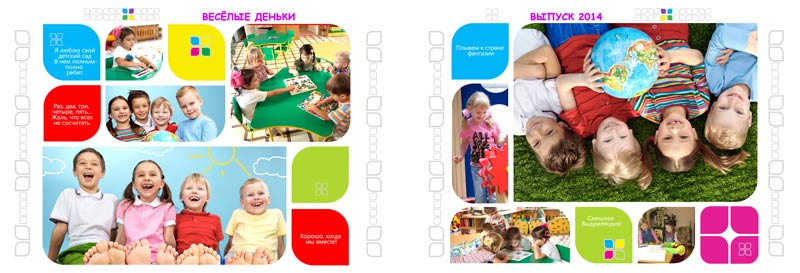 ВЕСЁЛЫЕ ДЕНЬКИ
Я люблю свой
детский сад
В нем полным-
полно
ребят.
Раз, два, три,
четыре, пять...
Жаль, что всех
не сосчитать.
Хорошо, когда
мы вместе!
ВЫПУСК 2014
Плывем к стране
фантазии
Смешная
Выдумляндия!